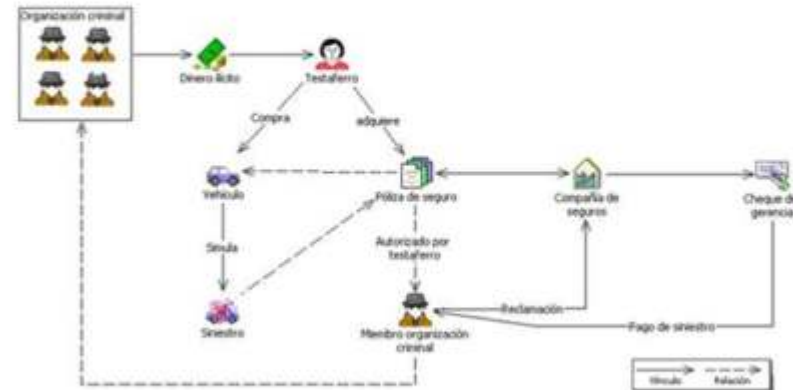 Organización criminal
Dinero ilícito
Testaferro
Compra
adquiere
Vehículo
Póliza de seguro
Compañía de
seguros
Cheque de
gerencia
Simula
Autorizado por
testaferro
Siniestro
Miembro organización
criminal
Reclamación
Pago de siniestro
Vínculo
Relación